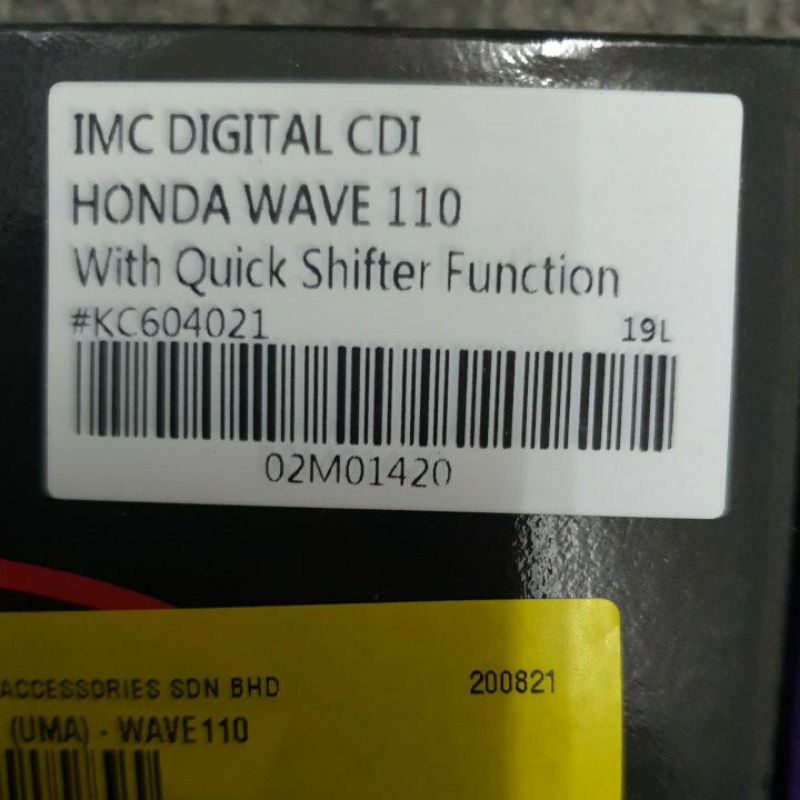 IMC DIGITAL CDI
HONDA WAVE 110
With Quick Shifter Function
#KC604021 19L
02M01420
ACCESSORIES SDN BHD 200821
(UMA) - WAVE110